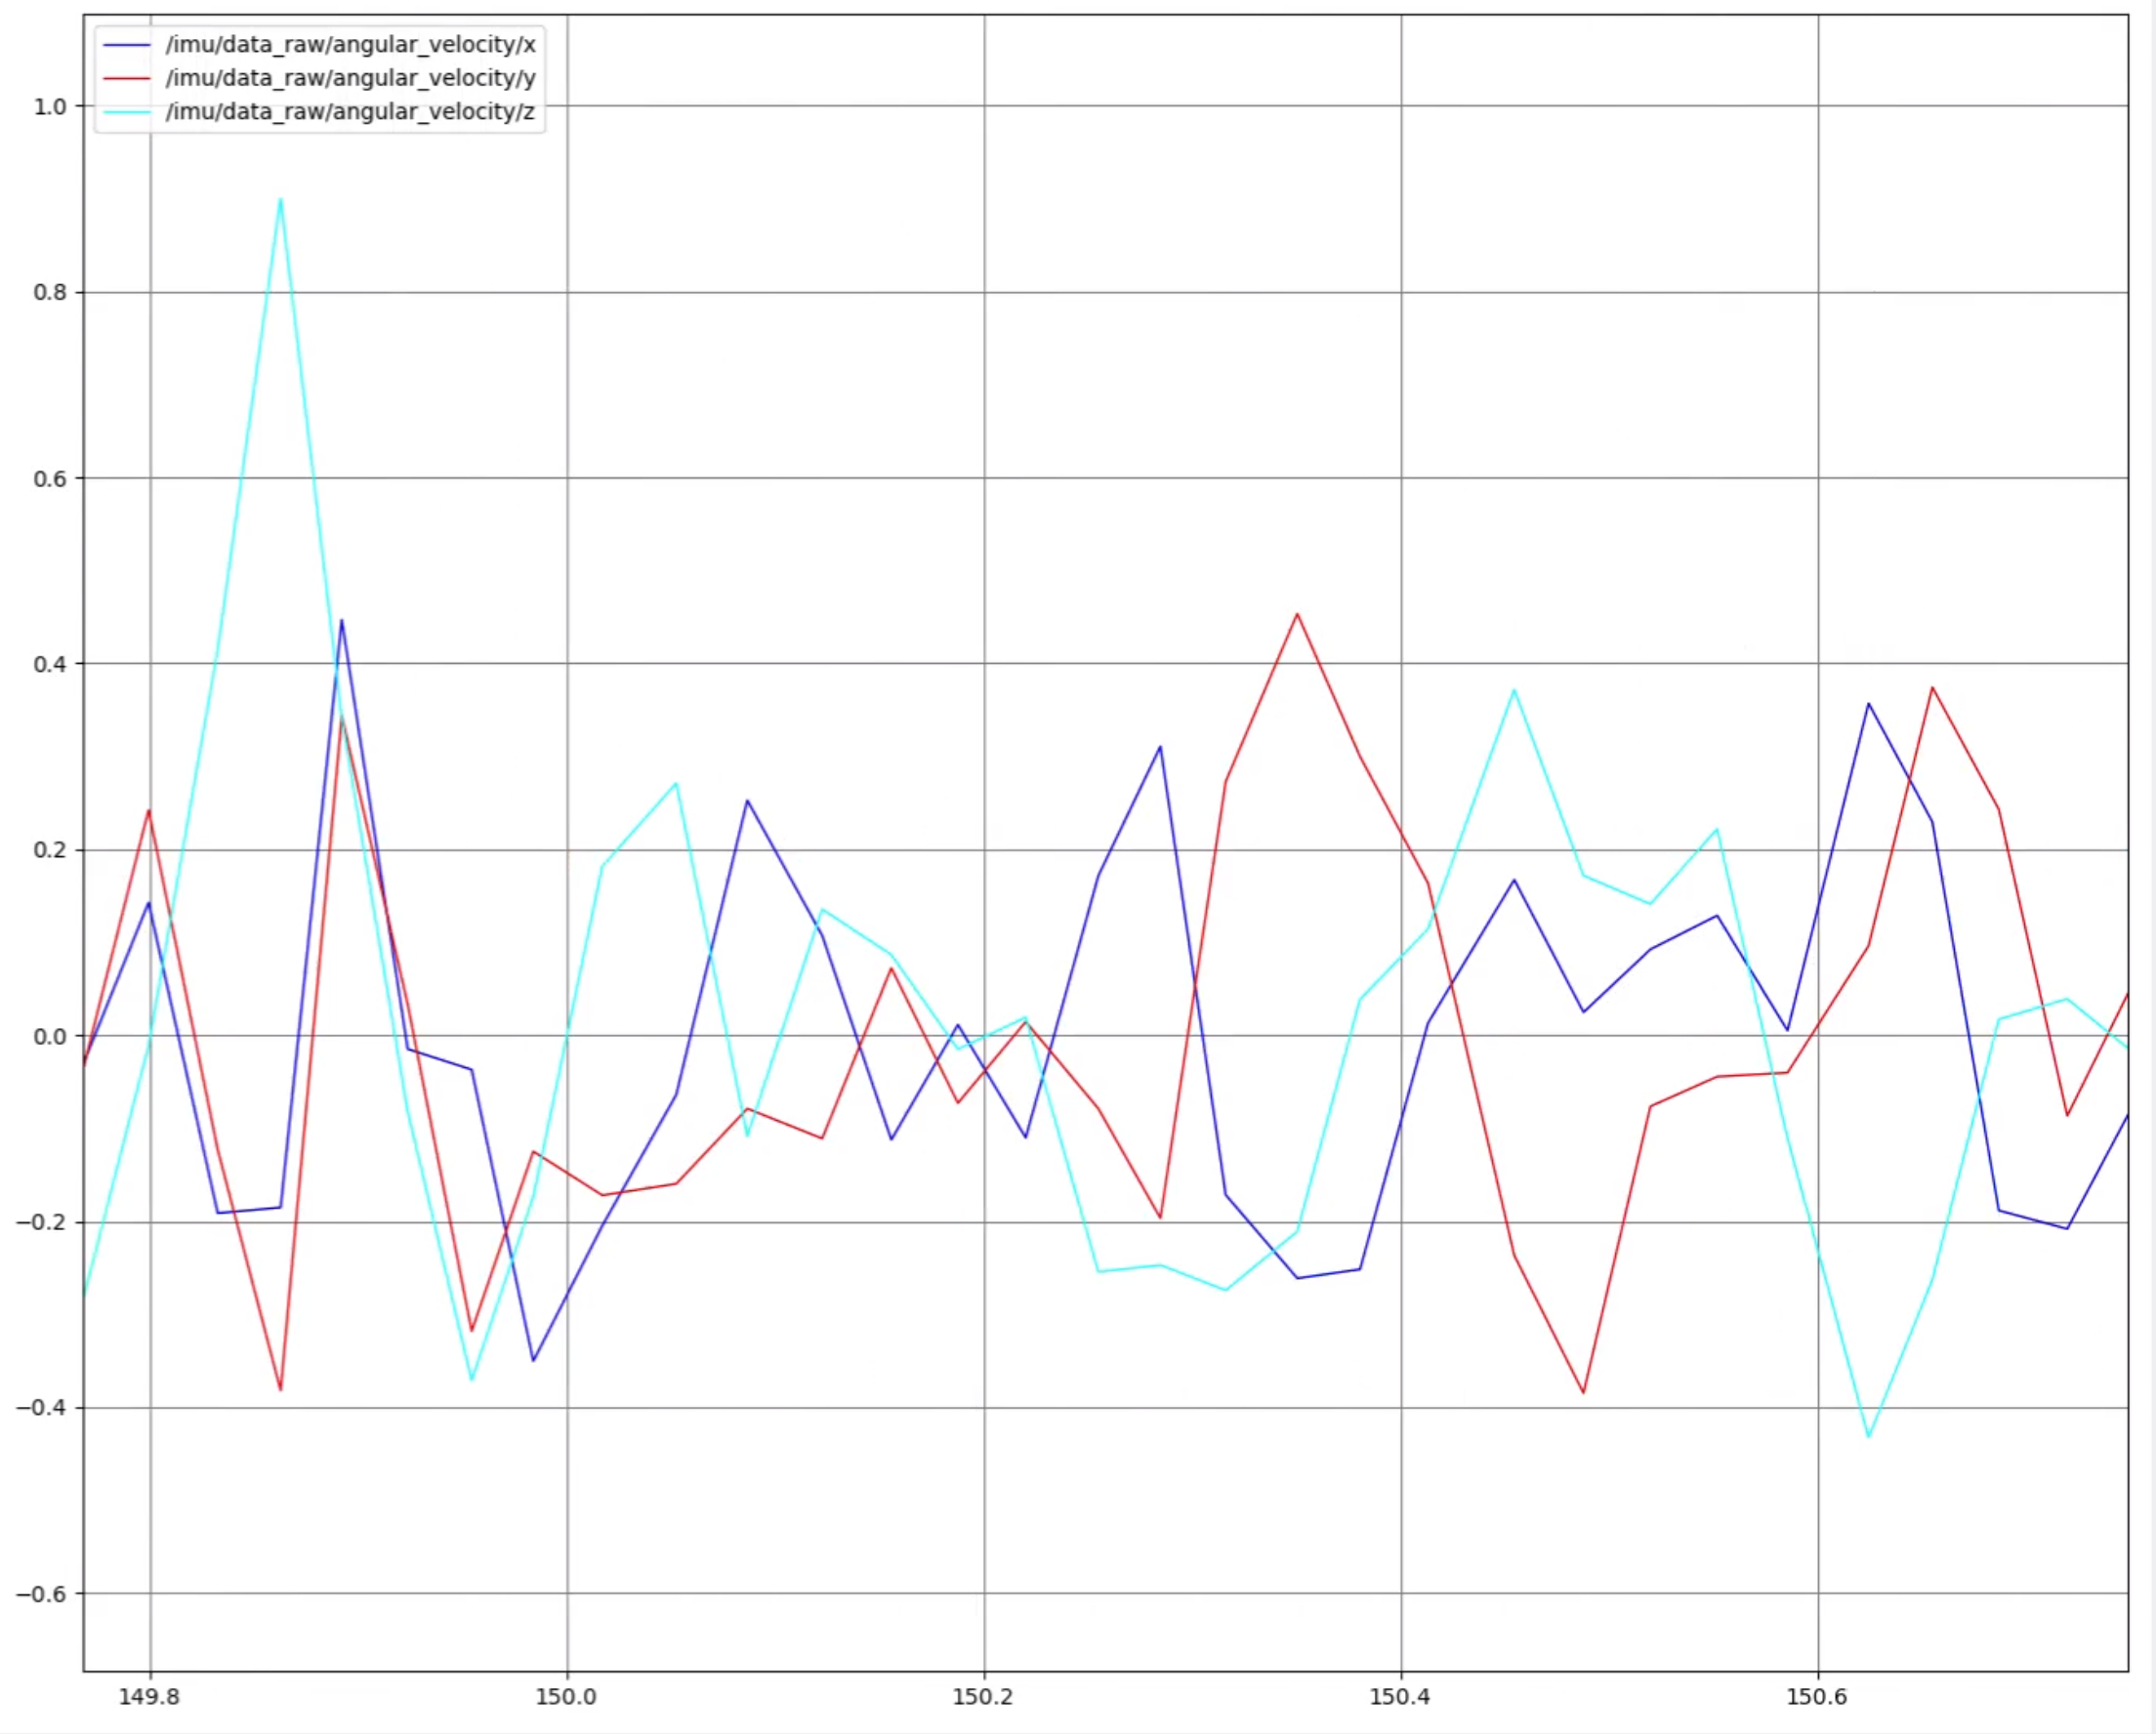 /imu/data_raw/angular_velocity/x
/imu/data_raw/angular_velocity/y
/imu/data_raw/angular_velocity/z
1.0
0.8
0.6
0.4
0.2
0.0
−0.2
−0.4
−0.6
149.8 150.0 150.2 150.4 150.6